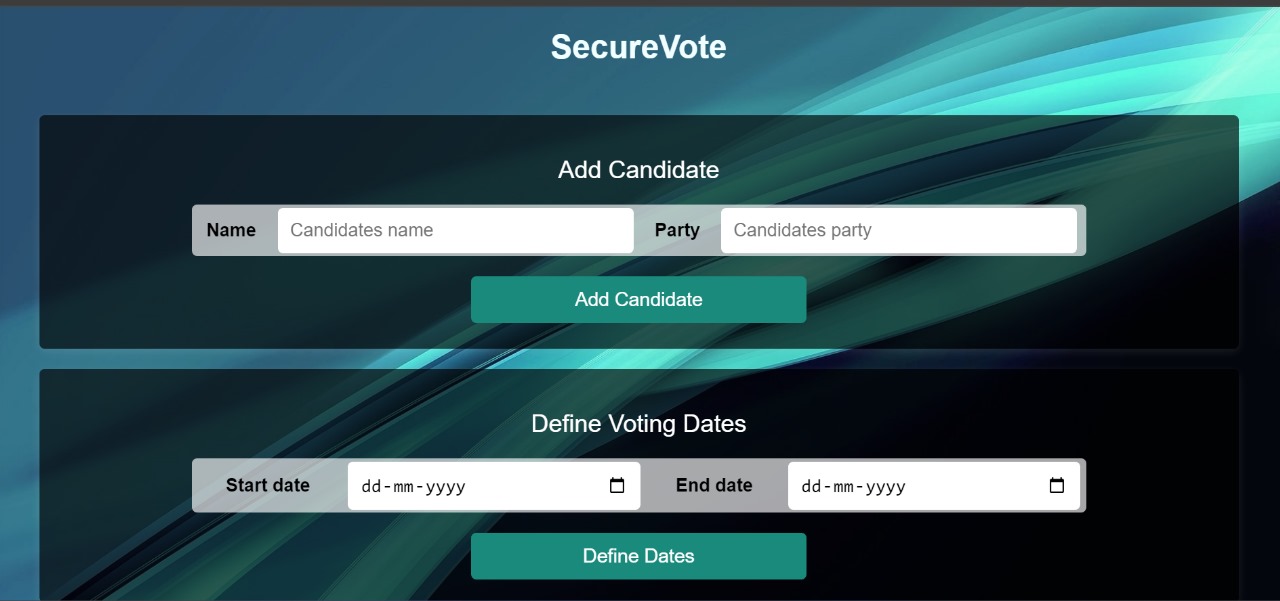 SecureVote
Add Candidate
Name Candidates name Party Candidates party
Add Candidate
Define Voting Dates
Start date dd-mm-yyyy End date dd-mm-yyyy
Define Dates